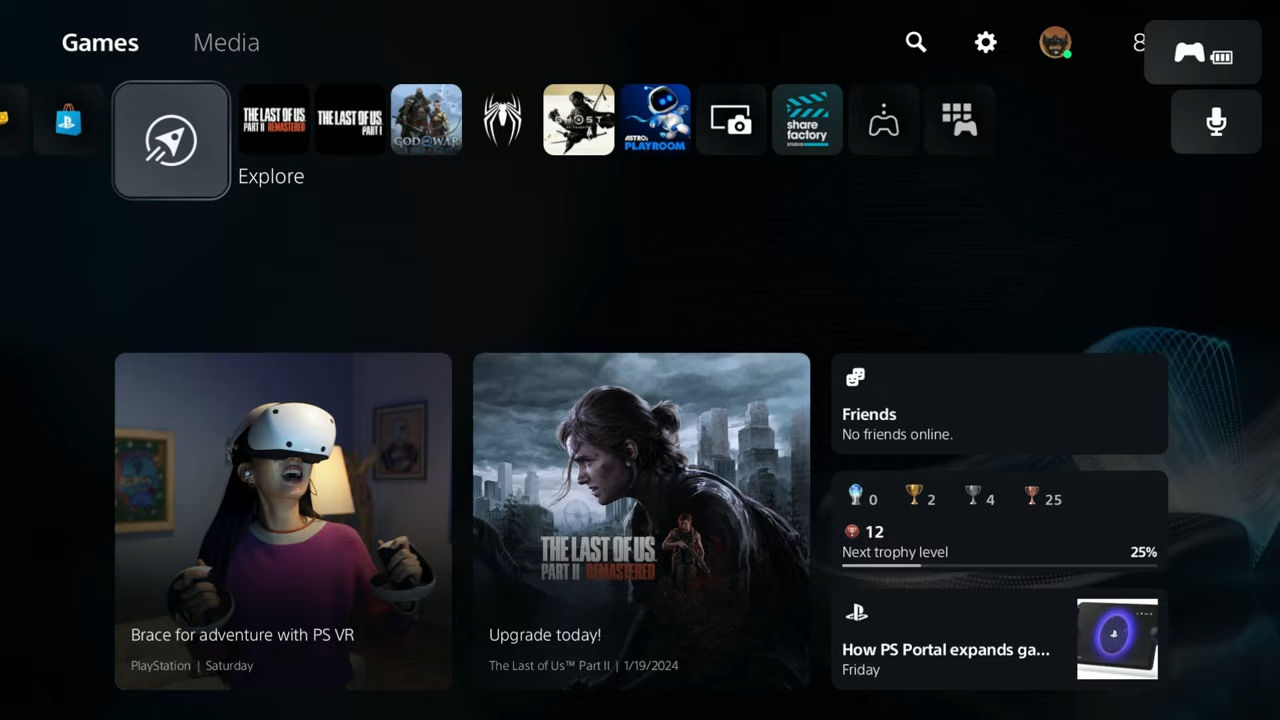 Games
Media
8
THE LAST OF US
PART II REMASTERED
THE LAST OF US
PART I
GOD OF WAR
GHOST
ASTRO's
PLAYROOM
share
factory
STUDIO
Explore
Brace for adventure with PS VR
PlayStation | Saturday
THE LAST OF US
PART II REMASTERED
Upgrade today!
The Last of Us™ Part II | 1/19/2024
Friends
No friends online.
0
2
4
25
12
Next trophy level
25%
How PS Portal expands ga...
Friday